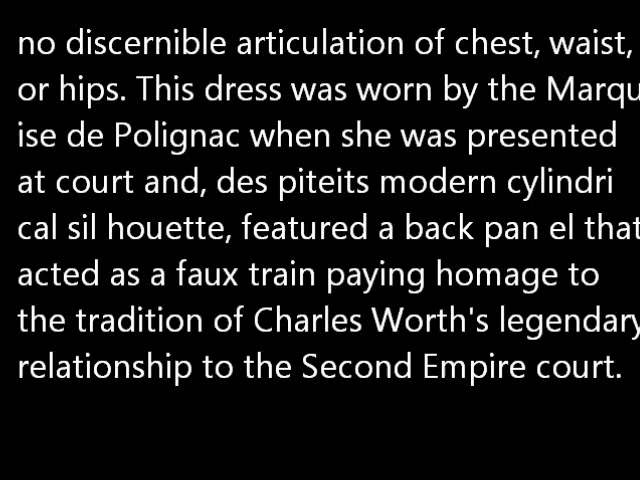 no discernible articulation of chest, waist,
or hips. This dress was worn by the Marqu
ise de Polignac when she was presented
at court and, des piteits modern cylindri
cal sil houette, featured a back pan el that
acted as a faux train paying homage to
the tradition of Charles Worth's legendary
relationship to the Second Empire court.